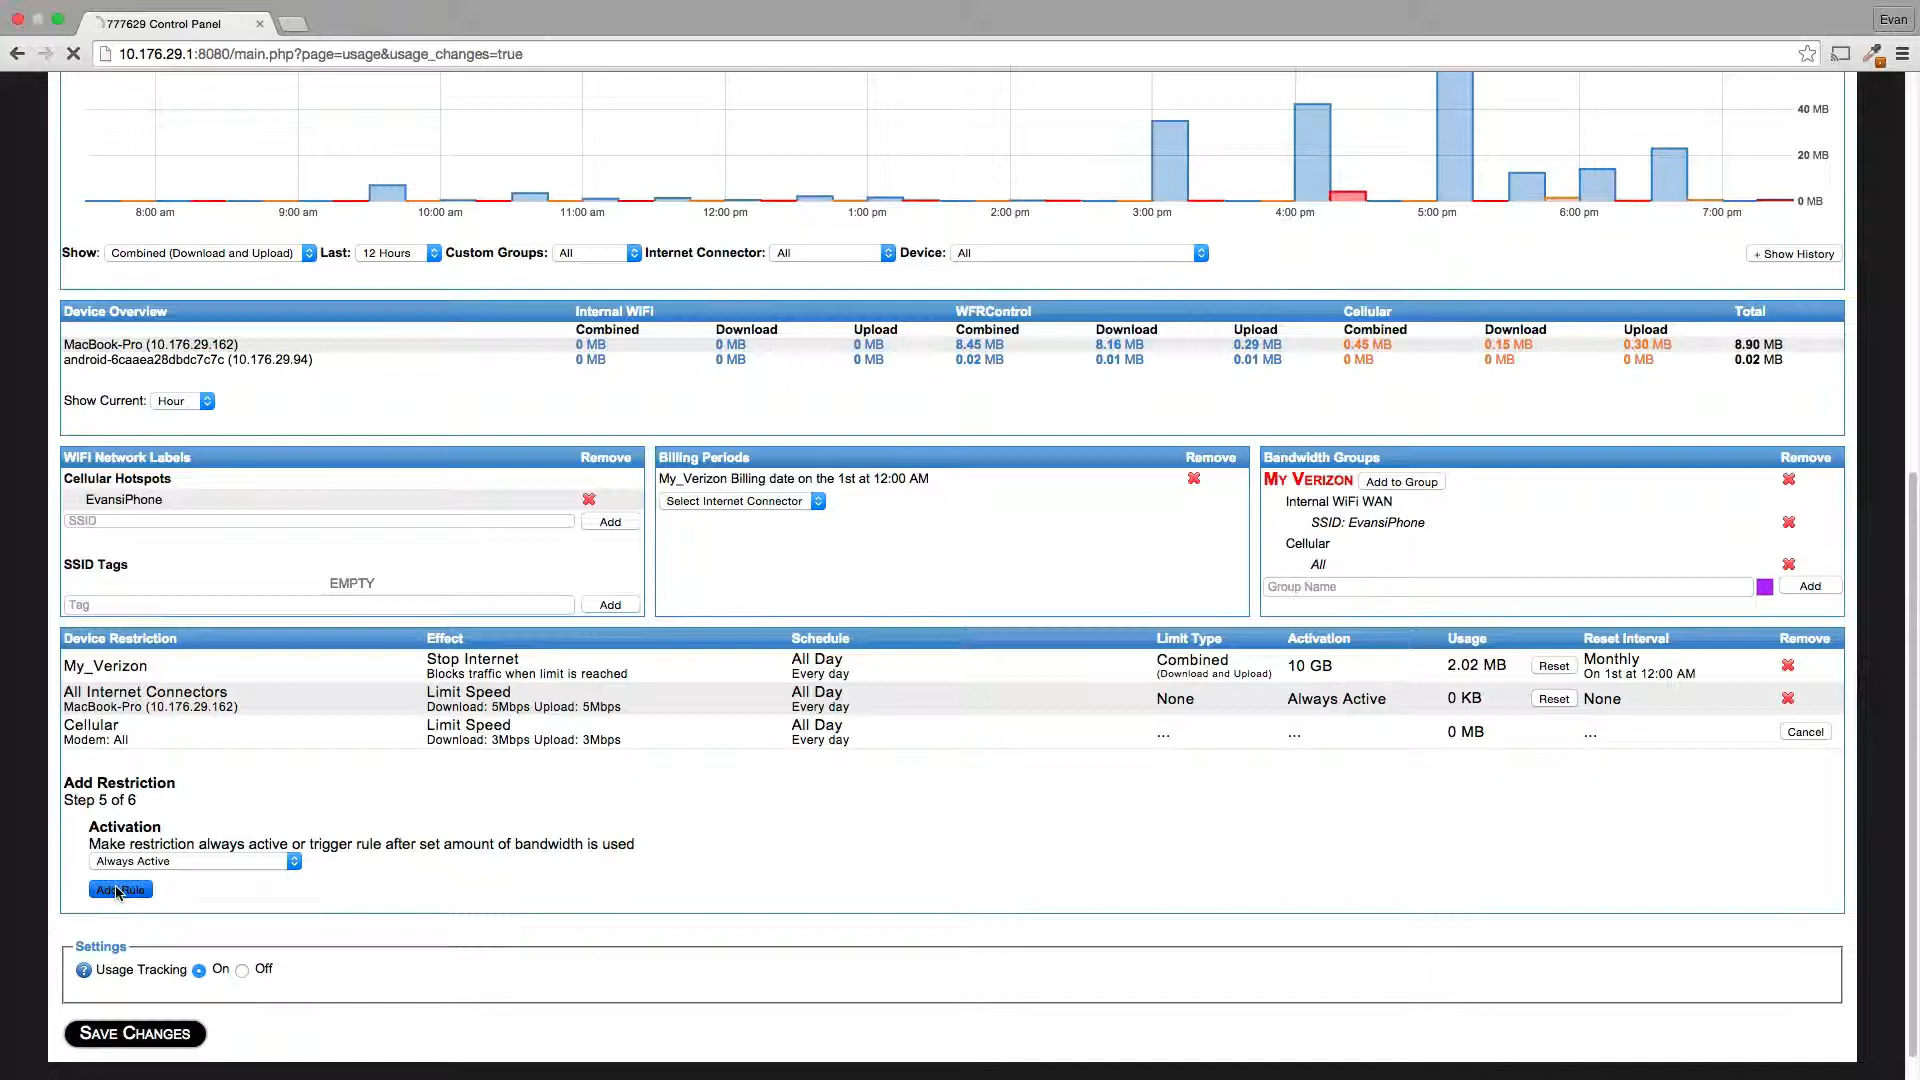 777629 Control Panel
Evan
10.176.29.1:8080/main.php?page=usage&usage_changes=true
40 MB
20 MB
0 MB
8:00 am 9:00 am 10:00 am 11:00 am 12:00 pm 1:00 pm 2:00 pm 3:00 pm 4:00 pm 5:00 pm 6:00 pm 7:00 pm
Show: Combined (Download and Upload) Last: 12 Hours Custom Groups: All Internet Connector: All Device: All + Show History
Device Overview Internal WiFi WFRControl Cellular Total
Combined Download Upload Combined Download Upload Combined Download Upload
MacBook-Pro (10.176.29.162) 0 MB 0 MB 0 MB 8.45 MB 8.16 MB 0.29 MB 0.45 MB 0.15 MB 0.30 MB 8.90 MB
android-6caaea28dbdc7c7c (10.176.29.94) 0 MB 0 MB 0 MB 0.02 MB 0.01 MB 0.01 MB 0 MB 0 MB 0 MB 0.02 MB
Show Current: Hour
WiFi Network Labels Remove
Cellular Hotspots
EvansiPhone
SSID Add
SSID Tags
EMPTY
Tag Add
Billing Periods Remove
My_Verizon Billing date on the 1st at 12:00 AM
Select Internet Connector
Bandwidth Groups Remove
My Verizon Add to Group
Internal WiFi WAN
SSID: EvansiPhone
Cellular
All
Group Name Add
Device Restriction Effect Schedule Limit Type Activation Usage Reset Interval Remove
My_Verizon Stop Internet All Day Combined 10 GB 2.02 MB Reset Monthly
Blocks traffic when limit is reached Every day (Download and Upload) On 1st at 12:00 AM
All Internet Connectors Limit Speed All Day None Always Active 0 KB Reset None
MacBook-Pro (10.176.29.162) Download: 5Mbps Upload: 5Mbps Every day
Cellular Limit Speed All Day ... ... 0 MB ... Cancel
Modem: All Download: 3Mbps Upload: 3Mbps Every day
Add Restriction
Step 5 of 6
Activation
Make restriction always active or trigger rule after set amount of bandwidth is used
Always Active
Add Rule
Settings
Usage Tracking On Off
Save Changes